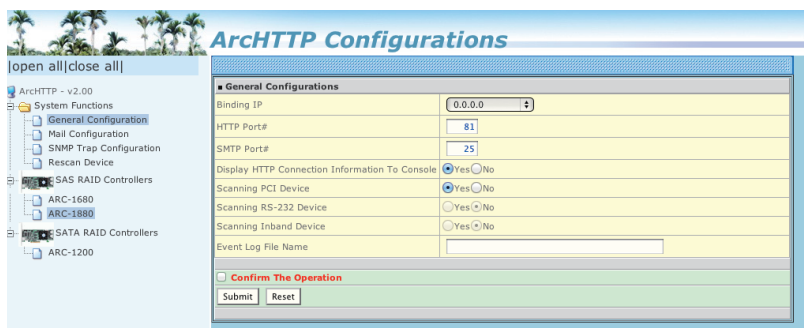 ArcHTTP Configurations
|open all|close all|
ArcHTTP - v2.00
System Functions
General Configuration
Mail Configuration
SNMP Trap Configuration
Rescan Device
SAS RAID Controllers
ARC-1680
ARC-1880
SATA RAID Controllers
ARC-1200
General Configurations
Binding IP 0.0.0.0
HTTP Port# 81
SMTP Port# 25
Display HTTP Connection Information To Console Yes No
Scanning PCI Device Yes No
Scanning RS-232 Device Yes No
Scanning Inband Device Yes No
Event Log File Name
Confirm The Operation
Submit Reset